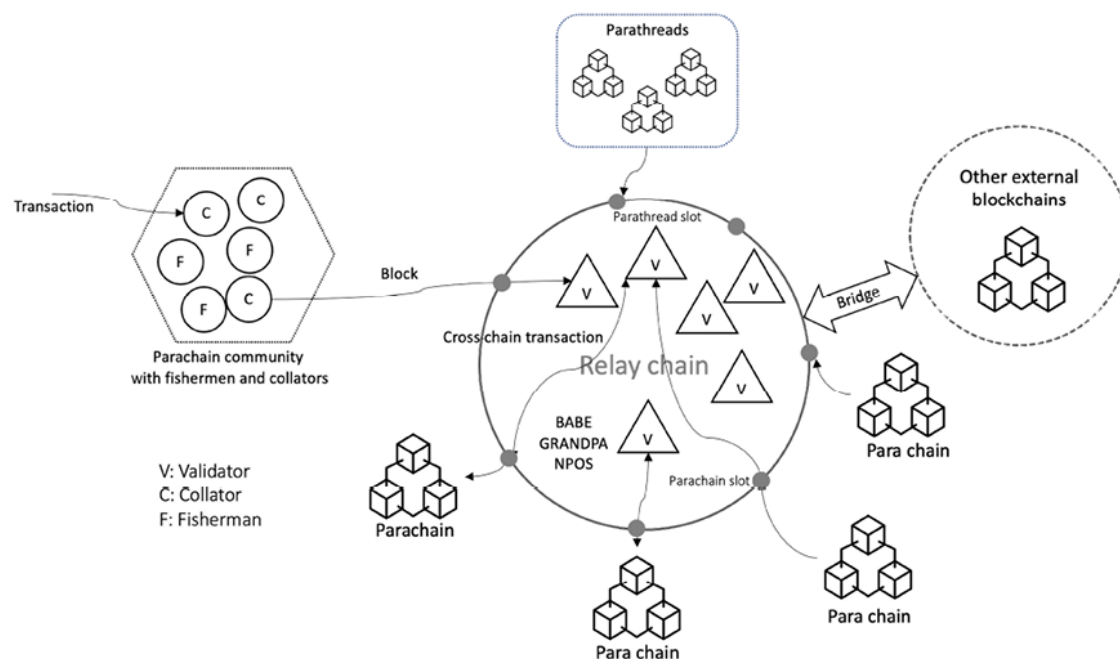 Parathreads
Other external
blockchains
Transaction
C
C
F
F
F
C
Parachain community
with fishermen and collators
Block
Parathread slot
V
V
V
V
V
V
Bridge
Cross-chain transaction
Relay chain
BABE
GRANDPA
NPOS
Parachain slot
V: Validator
C: Collator
F: Fisherman
Parachain
Para chain
Para chain
Para chain